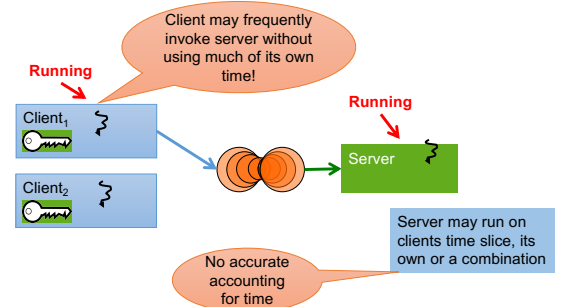 Client may frequently
invoke server without
using much of its own
time!
Running
Client₁
Running
Server
Client₂
Server may run on
clients time slice, its
own or a combination
No accurate
accounting
for time